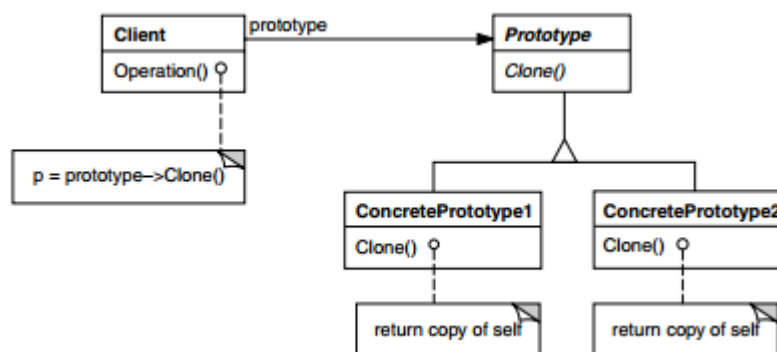 Client
prototype
Prototype
Operation()
Clone()
p = prototype–>Clone()
ConcretePrototype1
ConcretePrototype2
Clone()
Clone()
return copy of self
return copy of self